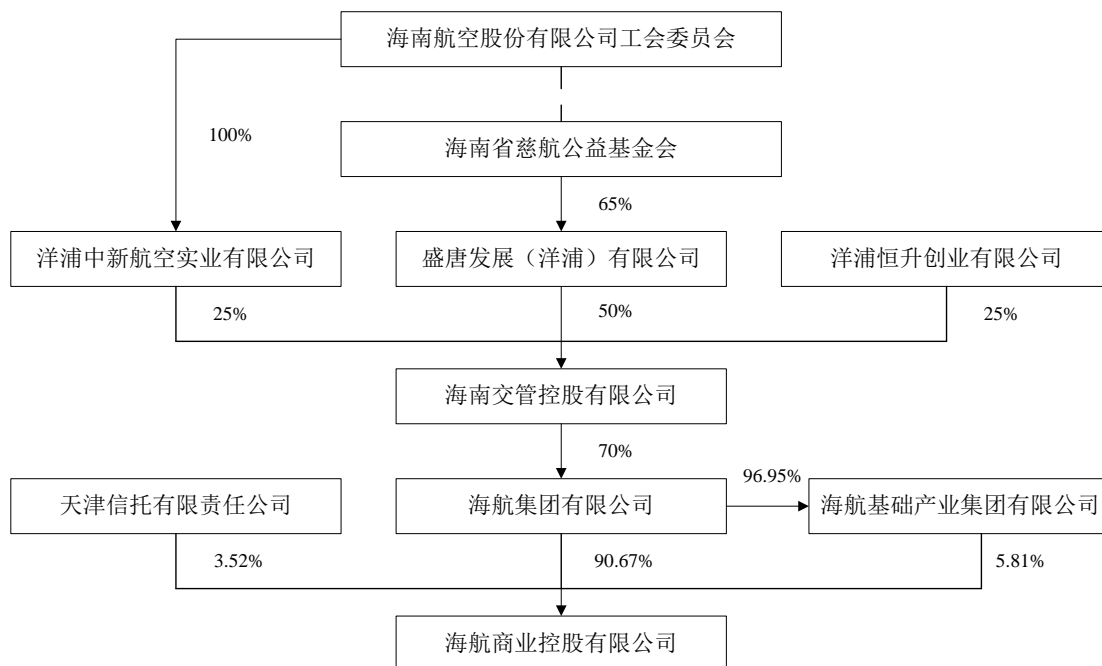 海南航空股份有限公司工会委员会
100%
海南省慈航公益基金会
65%
洋浦中新航空实业有限公司
盛唐发展（洋浦）有限公司
洋浦恒升创业有限公司
25%
50%
25%
海南交管控股有限公司
70%
96.95%
天津信托有限责任公司
海航集团有限公司
海航基础产业集团有限公司
3.52%
90.67%
5.81%
海航商业控股有限公司